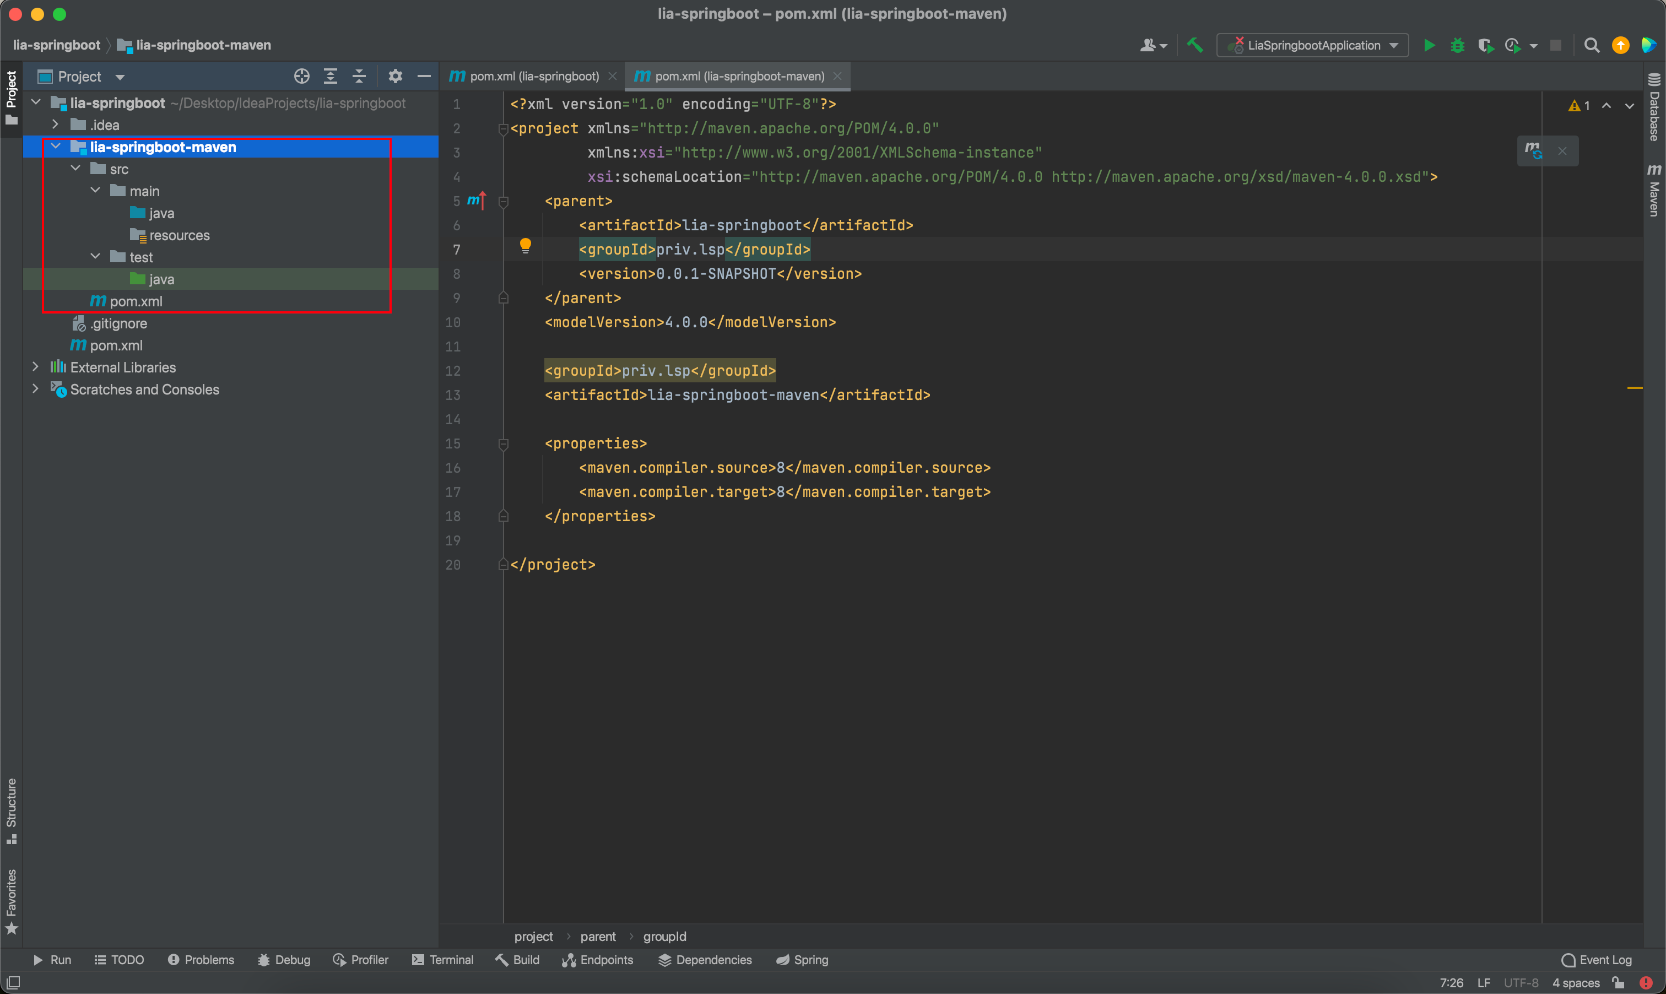 lia-springboot – pom.xml (lia-springboot-maven)
lia-springboot lia-springboot-maven LiaSpringbootApplication
Project
Project
pom.xml (lia-springboot) pom.xml (lia-springboot-maven)
lia-springboot ~/Desktop/IdeaProjects/lia-springboot
.idea
lia-springboot-maven
src
main
java
resources
test
java
pom.xml
.gitignore
pom.xml
External Libraries
Scratches and Consoles
1 <?xml version="1.0" encoding="UTF-8"?>
2 <project xmlns="http://maven.apache.org/POM/4.0.0"
3 xmlns:xsi="http://www.w3.org/2001/XMLSchema-instance"
4 xsi:schemaLocation="http://maven.apache.org/POM/4.0.0 http://maven.apache.org/xsd/maven-4.0.0.xsd">
5 <parent>
6 <artifactId>lia-springboot</artifactId>
7 <groupId>priv.lsp</groupId>
8 <version>0.0.1-SNAPSHOT</version>
9 </parent>
10 <modelVersion>4.0.0</modelVersion>
11
12 <groupId>priv.lsp</groupId>
13 <artifactId>lia-springboot-maven</artifactId>
14
15 <properties>
16 <maven.compiler.source>8</maven.compiler.source>
17 <maven.compiler.target>8</maven.compiler.target>
18 </properties>
19
20 </project>
1
Database
Maven
Structure
Favorites
project parent groupId
Run TODO Problems Debug Profiler Terminal Build Endpoints Dependencies Spring Event Log
7:26 LF UTF-8 4 spaces